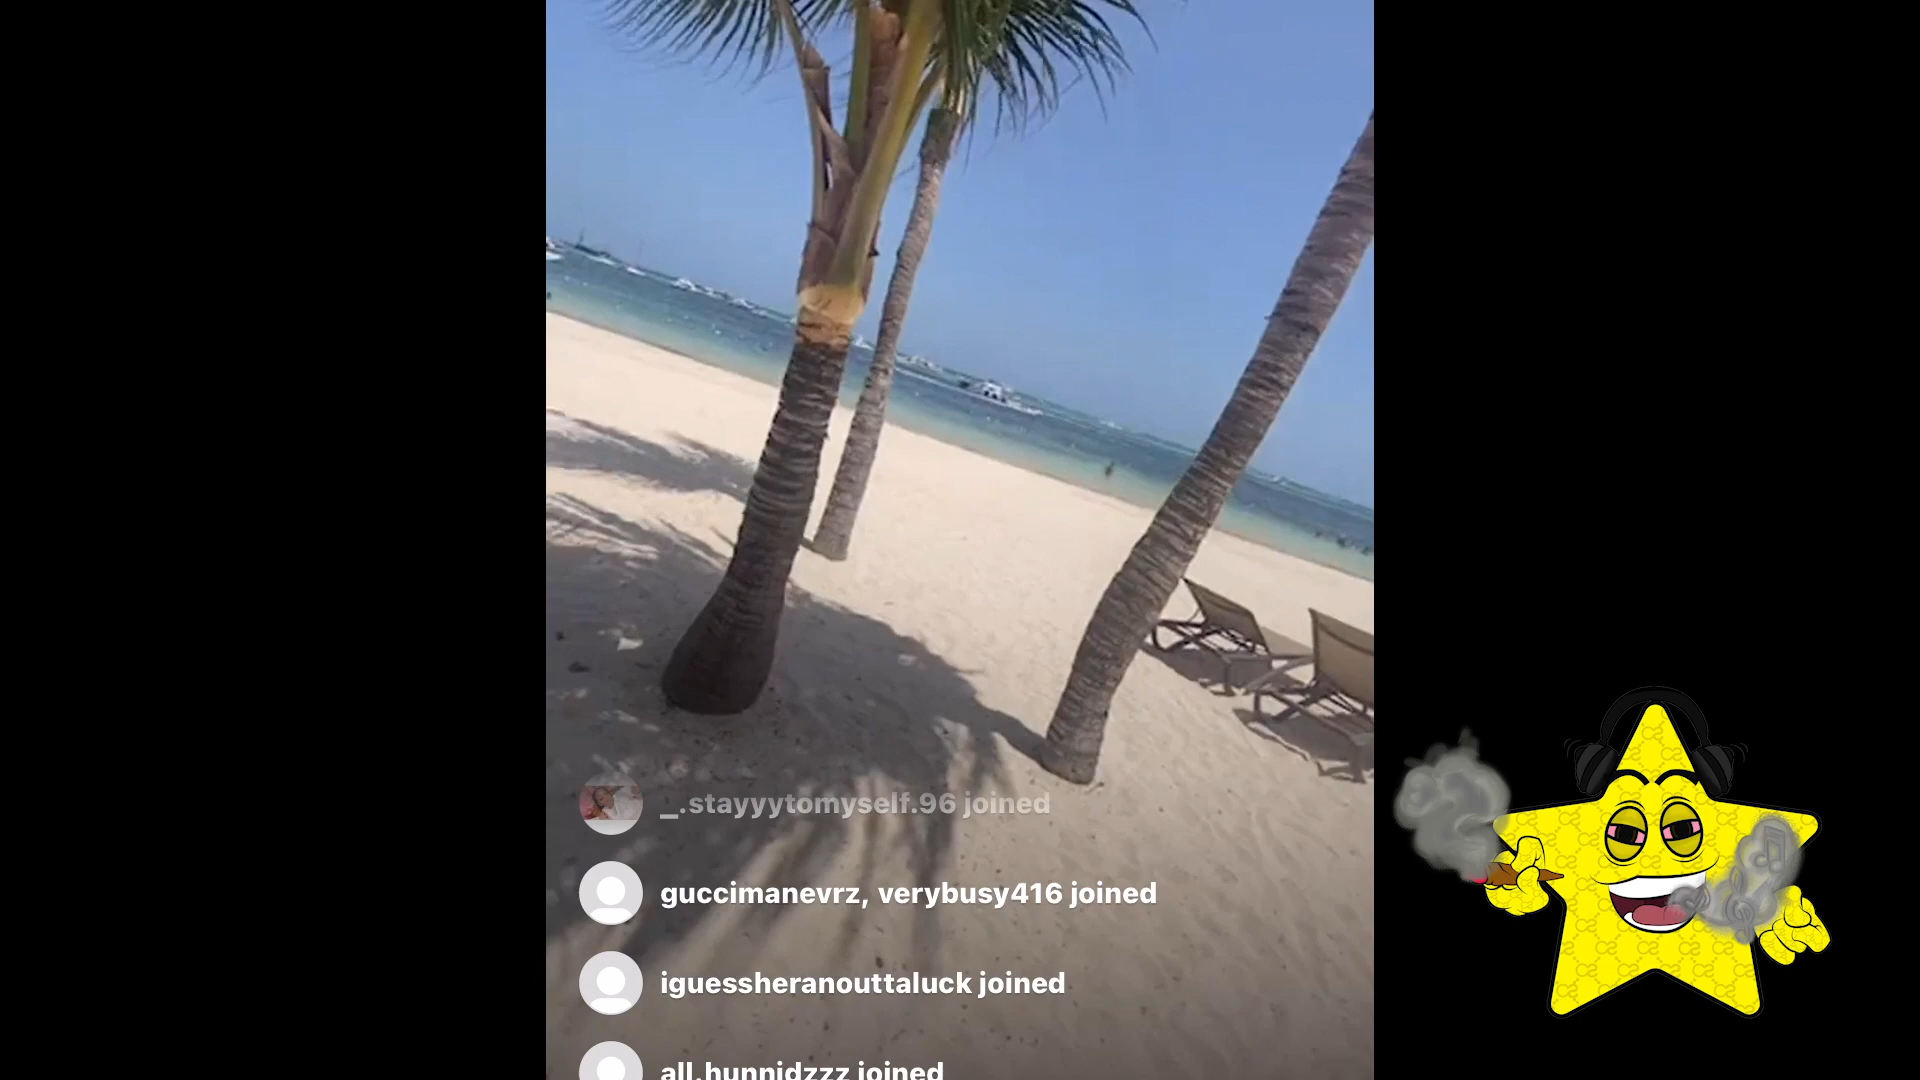 _.stayyytomyself.96 joined
guccimanevrz, verybusy416 joined
iguessheranouttaluck joined
all.hunnidzzz joined